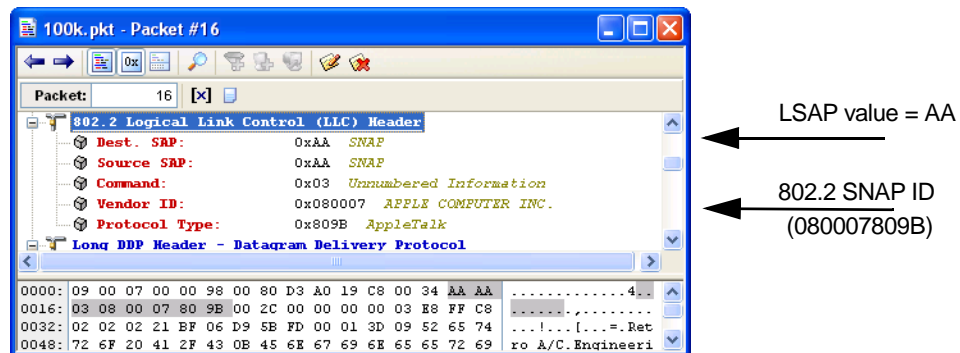 100k.pkt - Packet #16
0x
Packet: 16 [x]
802.2 Logical Link Control (LLC) Header
Dest. SAP: 0xAA SNAP
Source SAP: 0xAA SNAP
Command: 0x03 Unnumbered Information
Vendor ID: 0x080007 APPLE COMPUTER INC.
Protocol Type: 0x809B AppleTalk
Long DDP Header - Datagram Delivery Protocol
0000: 09 00 07 00 00 98 00 80 D3 A0 19 C8 00 34 AA AA .............4..
0016: 03 08 00 07 80 9B 00 2C 00 00 00 00 03 E8 FF C8 .......,........
0032: 02 02 02 21 BF 06 D9 5B FD 00 01 3D 09 52 65 74 ...!...[...=.Ret
0048: 72 6F 20 41 2F 43 0B 45 6E 67 69 6E 65 65 72 69 ro A/C.Engineeri
LSAP value = AA
802.2 SNAP ID
(080007809B)